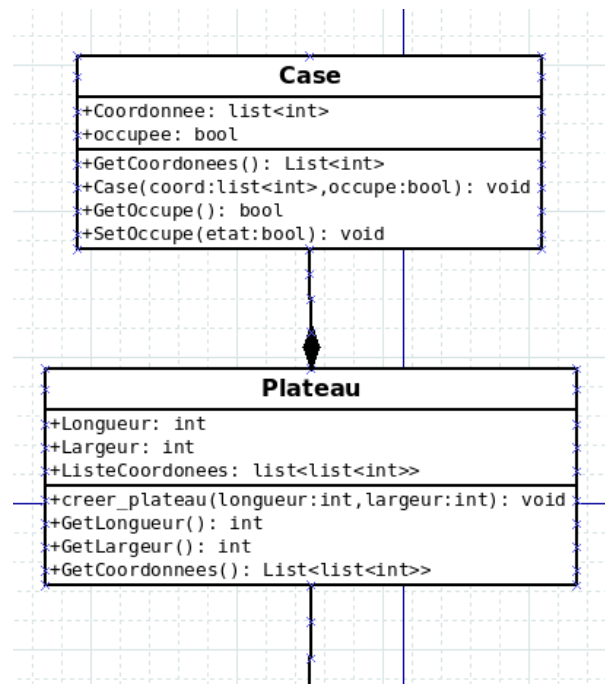 Case
+Coordonnee: list<int>
+occupee: bool
+GetCoordonees(): List<int>
+Case(coord:list<int>,occupe:bool): void
+GetOccupe(): bool
+SetOccupe(etat:bool): void
Plateau
+Longueur: int
+Largeur: int
+ListeCoordonees: list<list<int>>
+creer_plateau(longueur:int,largeur:int): void
+GetLongueur(): int
+GetLargeur(): int
+GetCoordonnees(): List<list<int>>